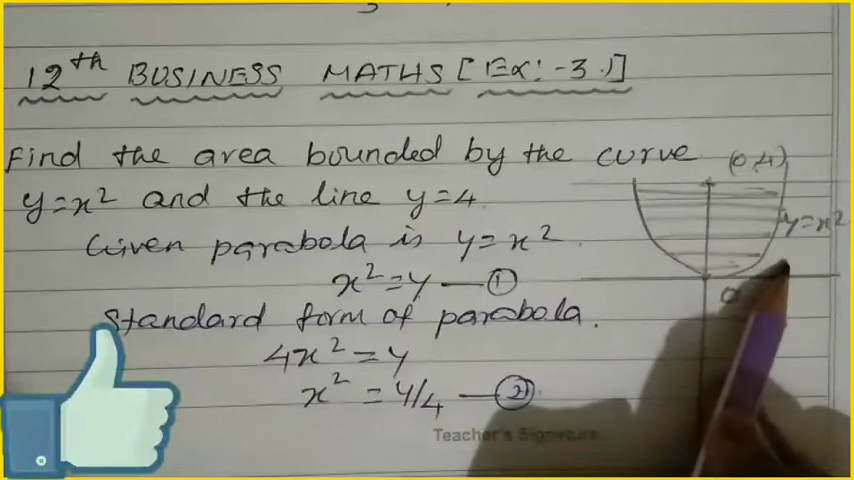 12th BUSINESS MATHS [Ex:-3.1]
Find the area bounded by the curve
y=x² and the line y=4
Given parabola is y=x².
x²=y —①
Standard form of parabola.
4x²=y
x²=y/4 —②
(0,4)
y=x²
0
Teacher's Signature